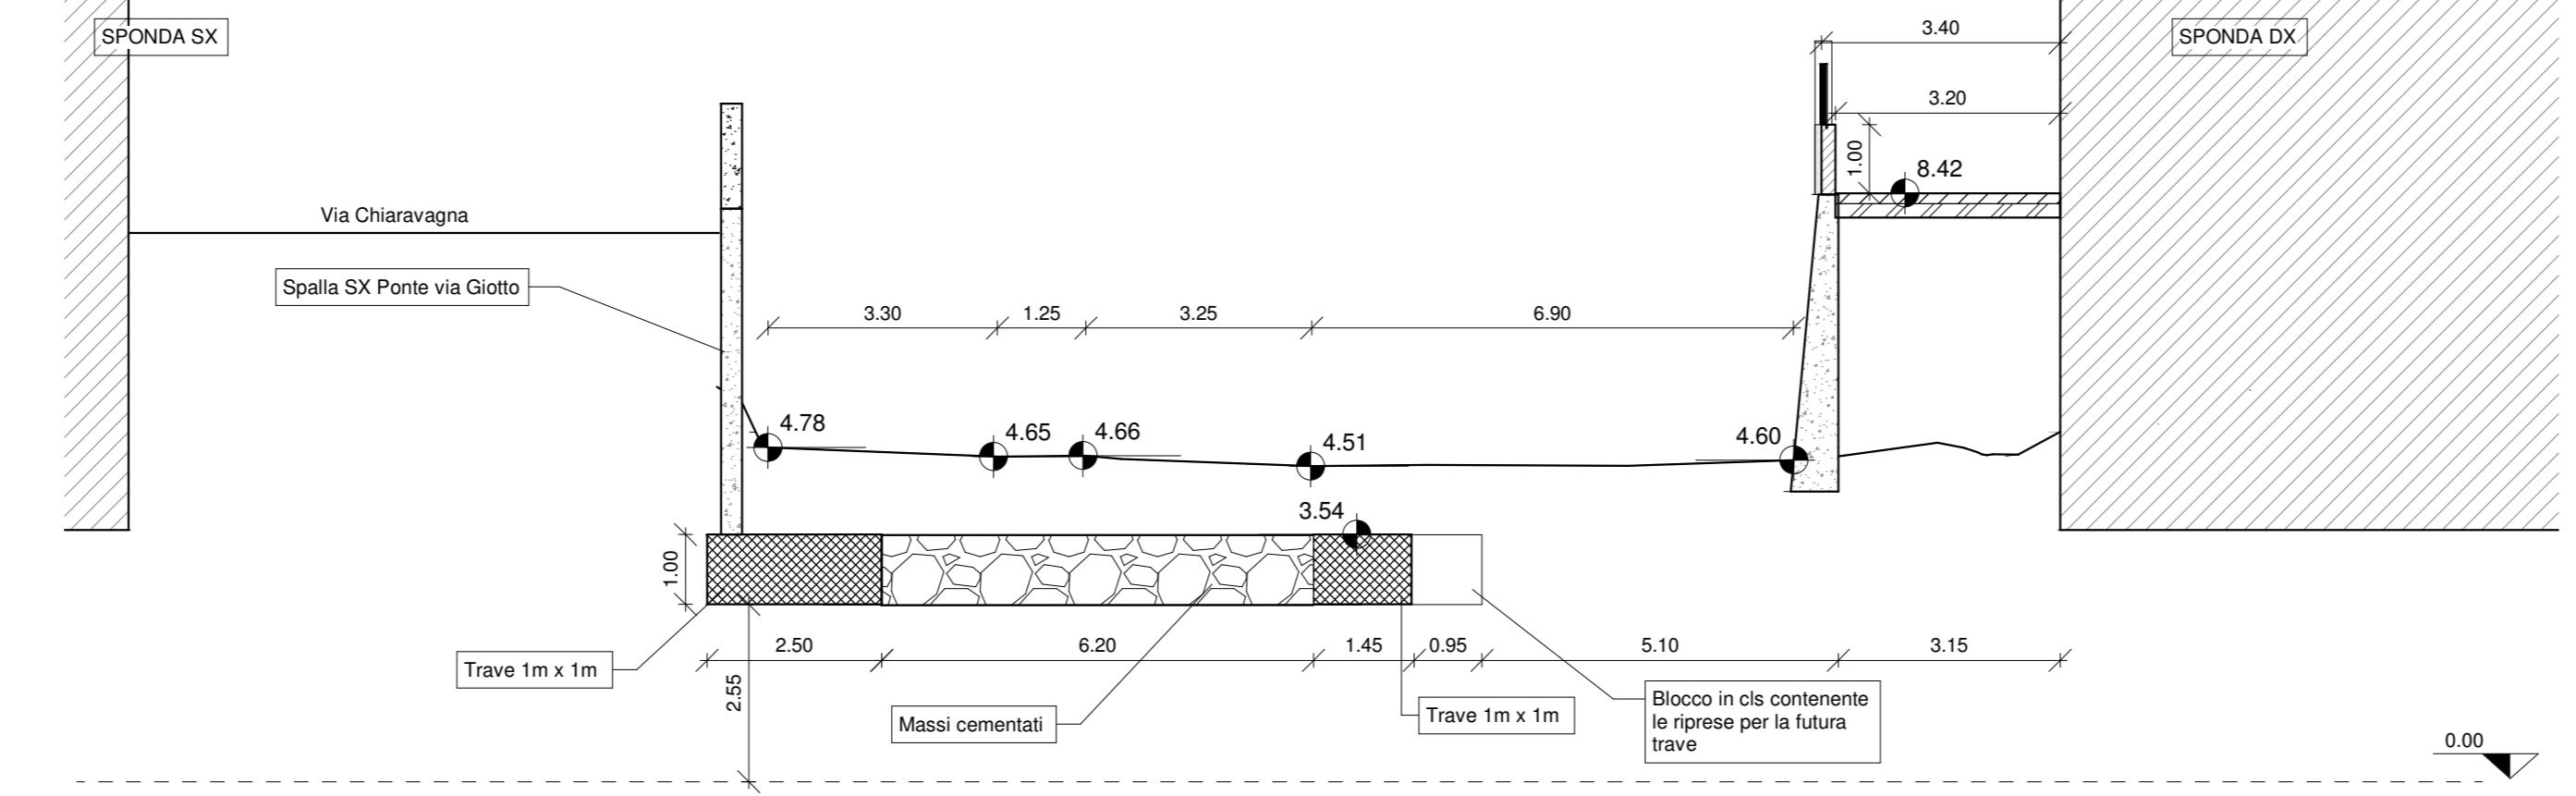 SPONDA SX
3.40
SPONDA DX
3.20
1.00
8.42
Via Chiaravagna
Spalla SX Ponte via Giotto
3.30
1.25
3.25
6.90
4.78
4.65
4.66
4.51
4.60
3.54
1.00
2.50
6.20
1.45
0.95
5.10
3.15
Trave 1m x 1m
2.55
Massi cementati
Trave 1m x 1m
Blocco in cls contenente
le riprese per la futura
trave
0.00